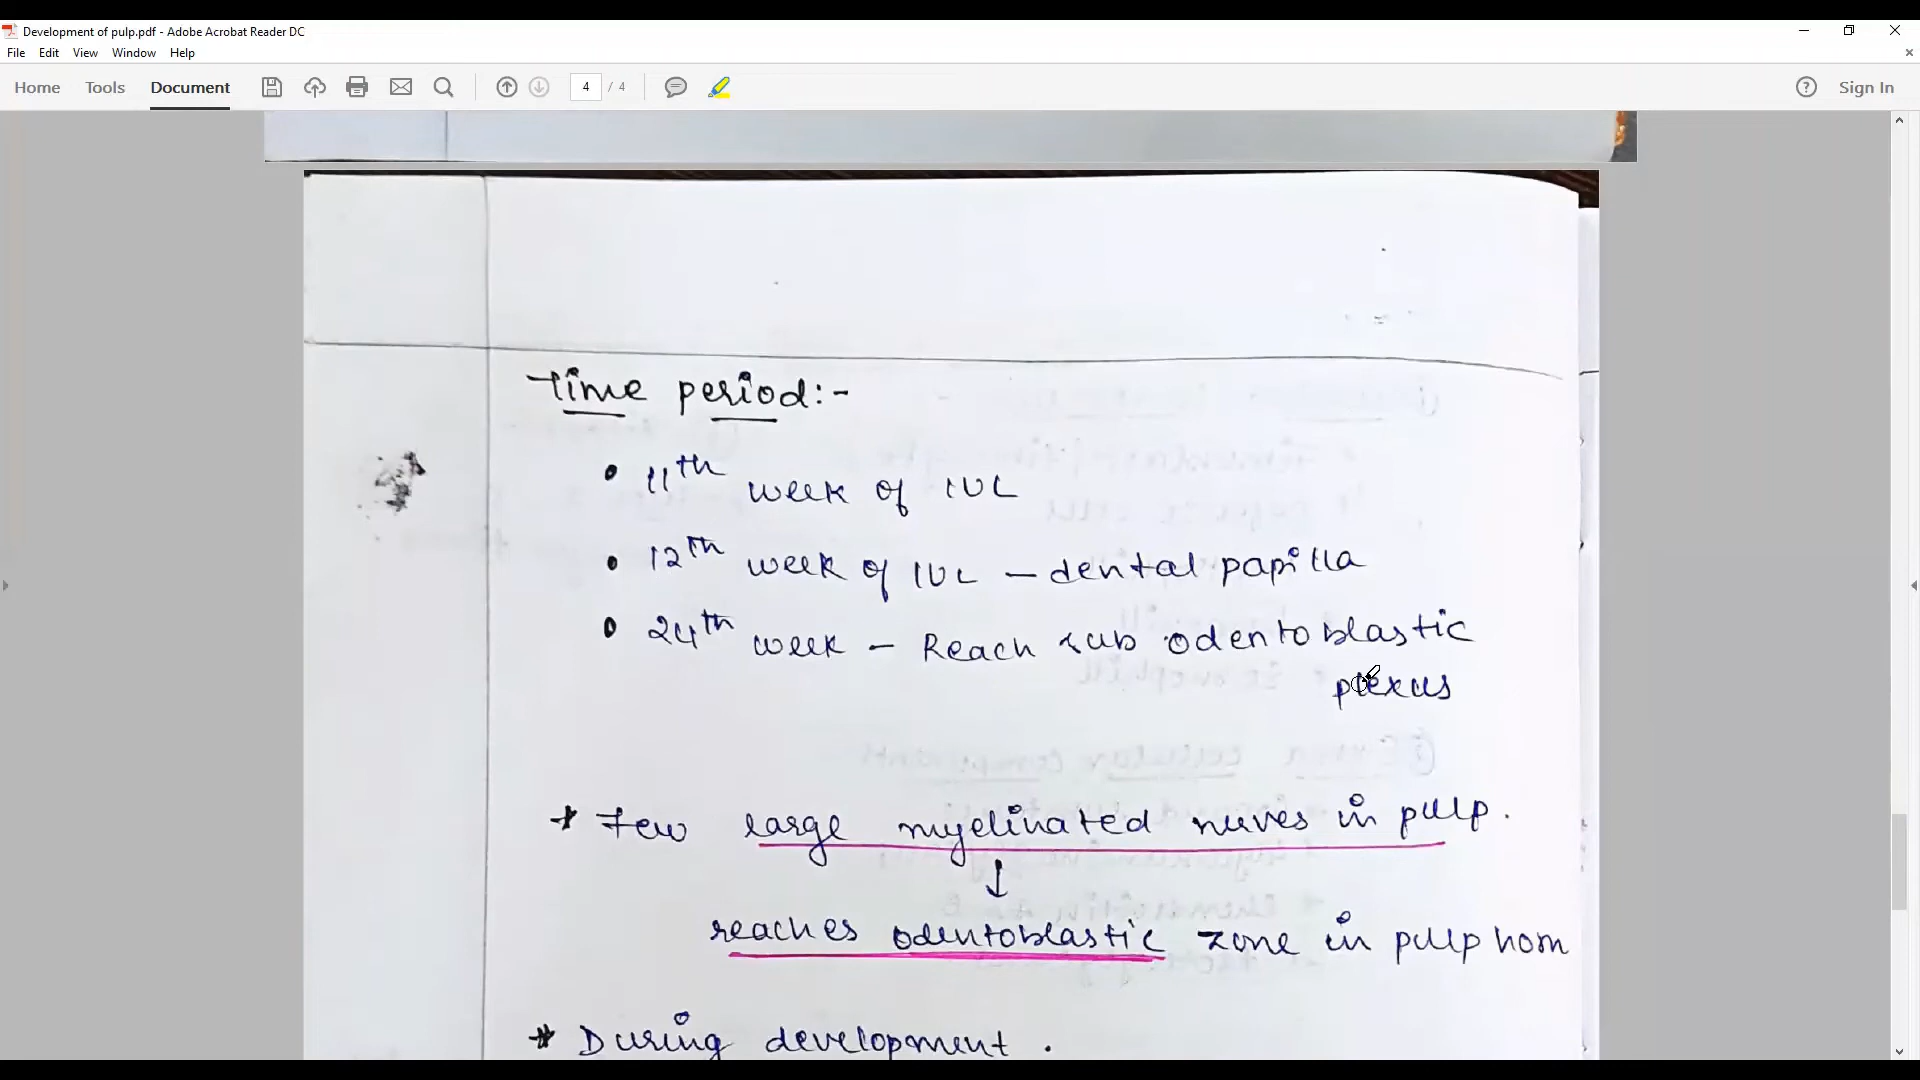 Development of pulp.pdf - Adobe Acrobat Reader DC
File Edit View Window Help
Home Tools Document 4 / 4 Sign In
Time period:-
• 11th week of IUL
• 12th week of IUL – dental papilla
• 24th week – Reach sub odentoblastic
plexus
* Few large myelinated nerves in pulp.
↓
reaches odentoblastic zone in pulp horn
* During development .